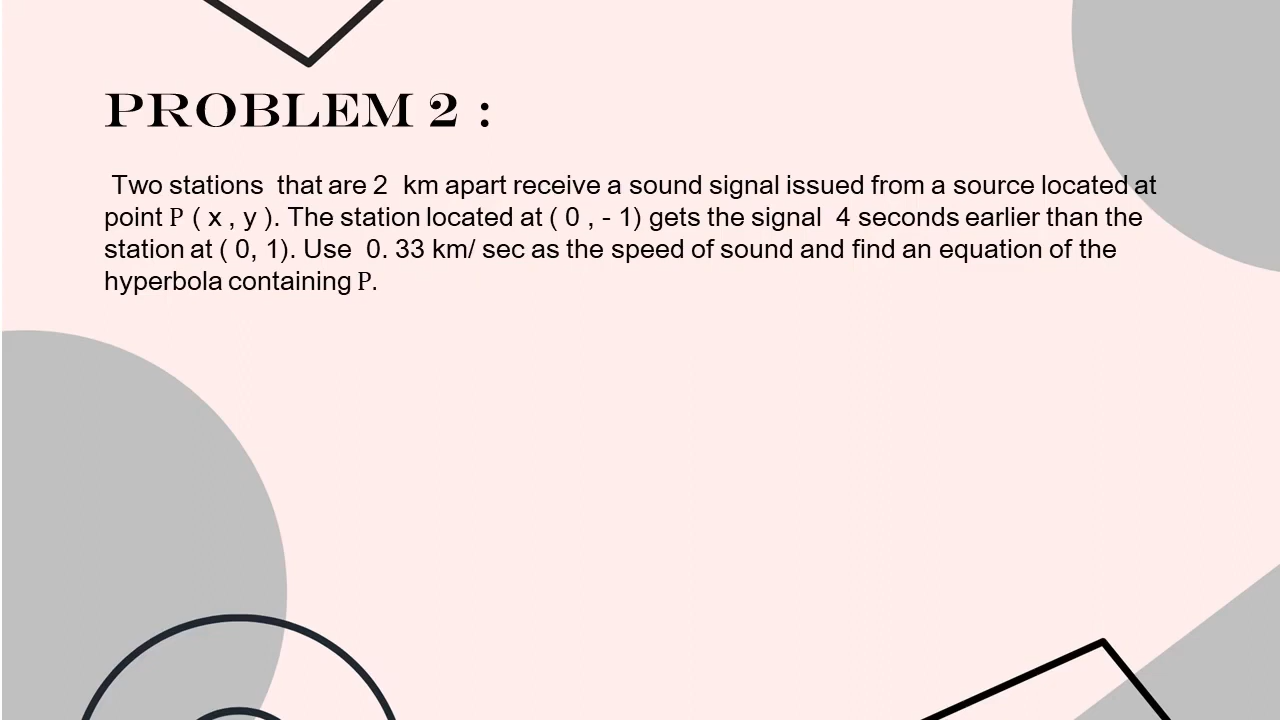 PROBLEM 2 :
Two stations that are 2 km apart receive a sound signal issued from a source located at
point P ( x , y ). The station located at ( 0 , - 1) gets the signal 4 seconds earlier than the
station at ( 0, 1). Use 0. 33 km/ sec as the speed of sound and find an equation of the
hyperbola containing P.